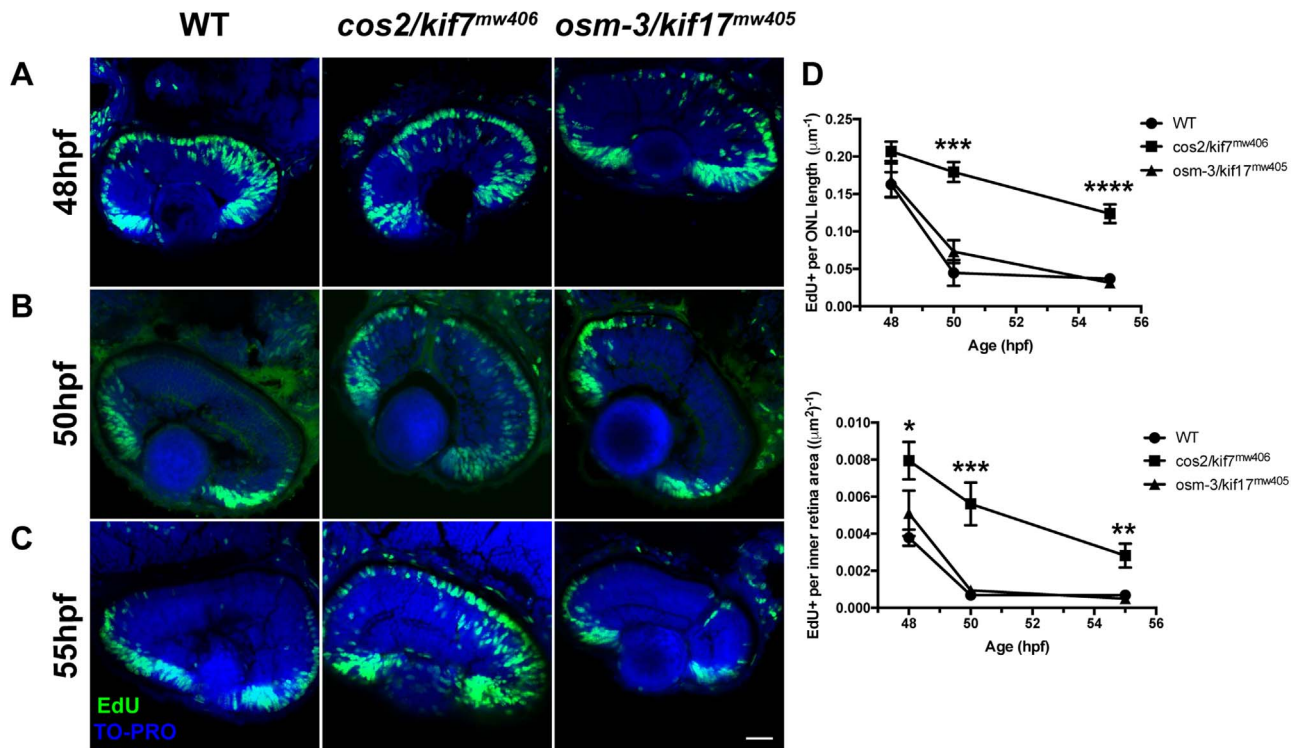 WT cos2/kif7mw406 osm-3/kif17mw405
A
48hpf
B
50hpf
C
55hpf
EdU
TO-PRO
D
EdU+ per ONL length (μm-1)
0.25
0.20
0.15
0.10
0.05
0.00
***
****
48 50 52 54 56
Age (hpf)
WT
cos2/kif7mw406
osm-3/kif17mw405
EdU+ per inner retina area ((μm2)-1
0.010
0.008
0.006
0.004
0.002
0.000
*
***
**
48 50 52 54 56
Age (hpf)
WT
cos2/kif7mw406
osm-3/kif17mw405